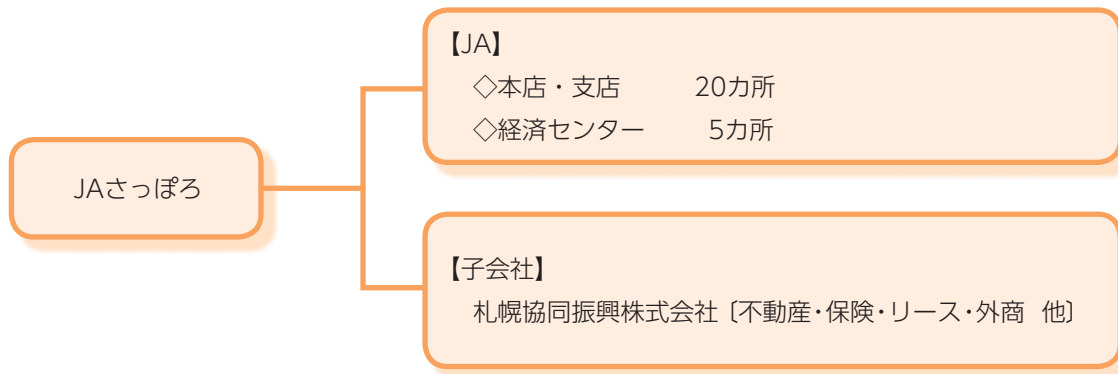 JAさっぽろ
【JA】
◇本店・支店 20カ所
◇経済センター 5カ所
【子会社】
札幌協同振興株式会社〔不動産・保険・リース・外商 他〕